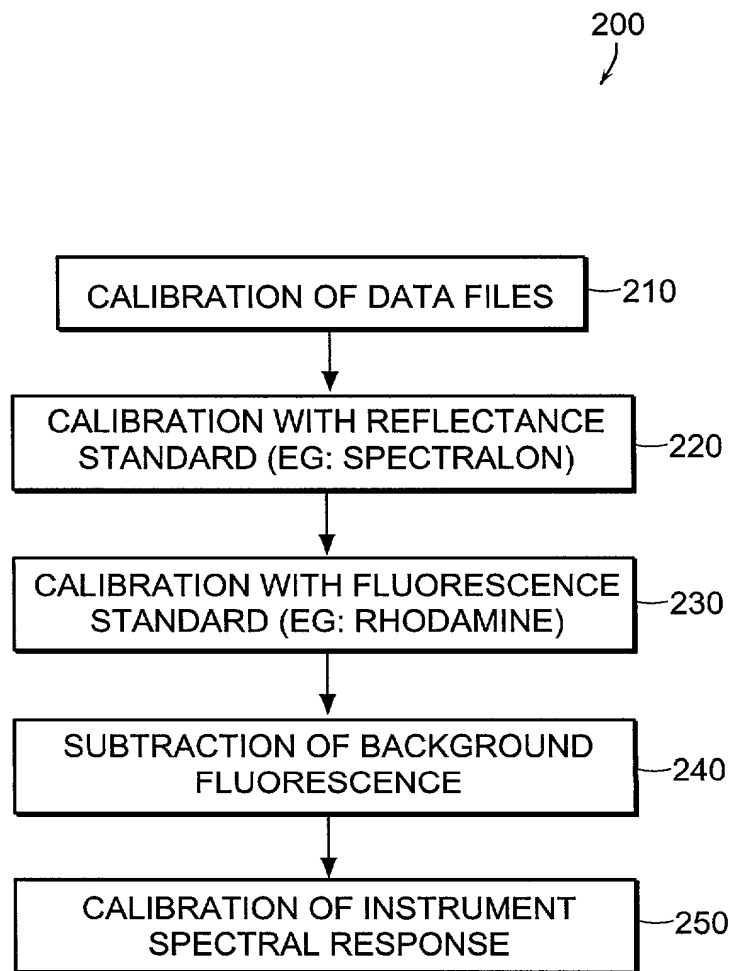 200
CALIBRATION OF DATA FILES
210
CALIBRATION WITH REFLECTANCE
STANDARD (EG: SPECTRALON)
220
CALIBRATION WITH FLUORESCENCE
STANDARD (EG: RHODAMINE)
230
SUBTRACTION OF BACKGROUND
FLUORESCENCE
240
CALIBRATION OF INSTRUMENT
SPECTRAL RESPONSE
250